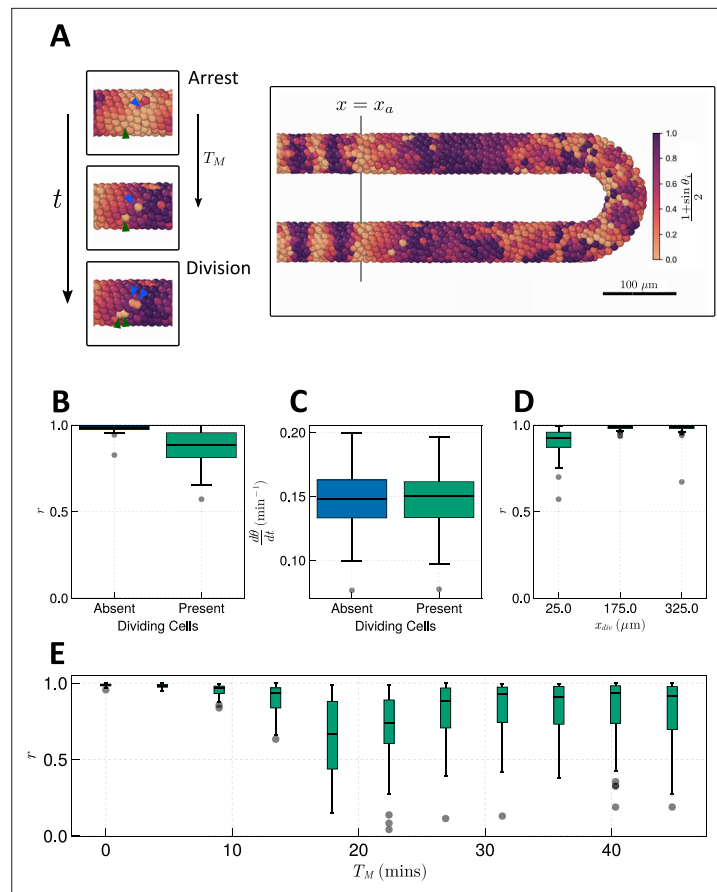 A
Arrest
t
T_M
Division
x = x_a
1.0
0.8
0.6
0.4
0.2
0.0
(1+sin θ_i)/2
100 μm
B
r
1.0
0.5
0.0
Absent
Present
Dividing Cells
C
dθ/dt (min⁻¹)
0.20
0.15
0.10
Absent
Present
Dividing Cells
D
r
1.0
0.5
0.0
25.0
175.0
325.0
x_div (μm)
E
r
1.0
0.5
0.0
0
10
20
30
40
T_M (mins)